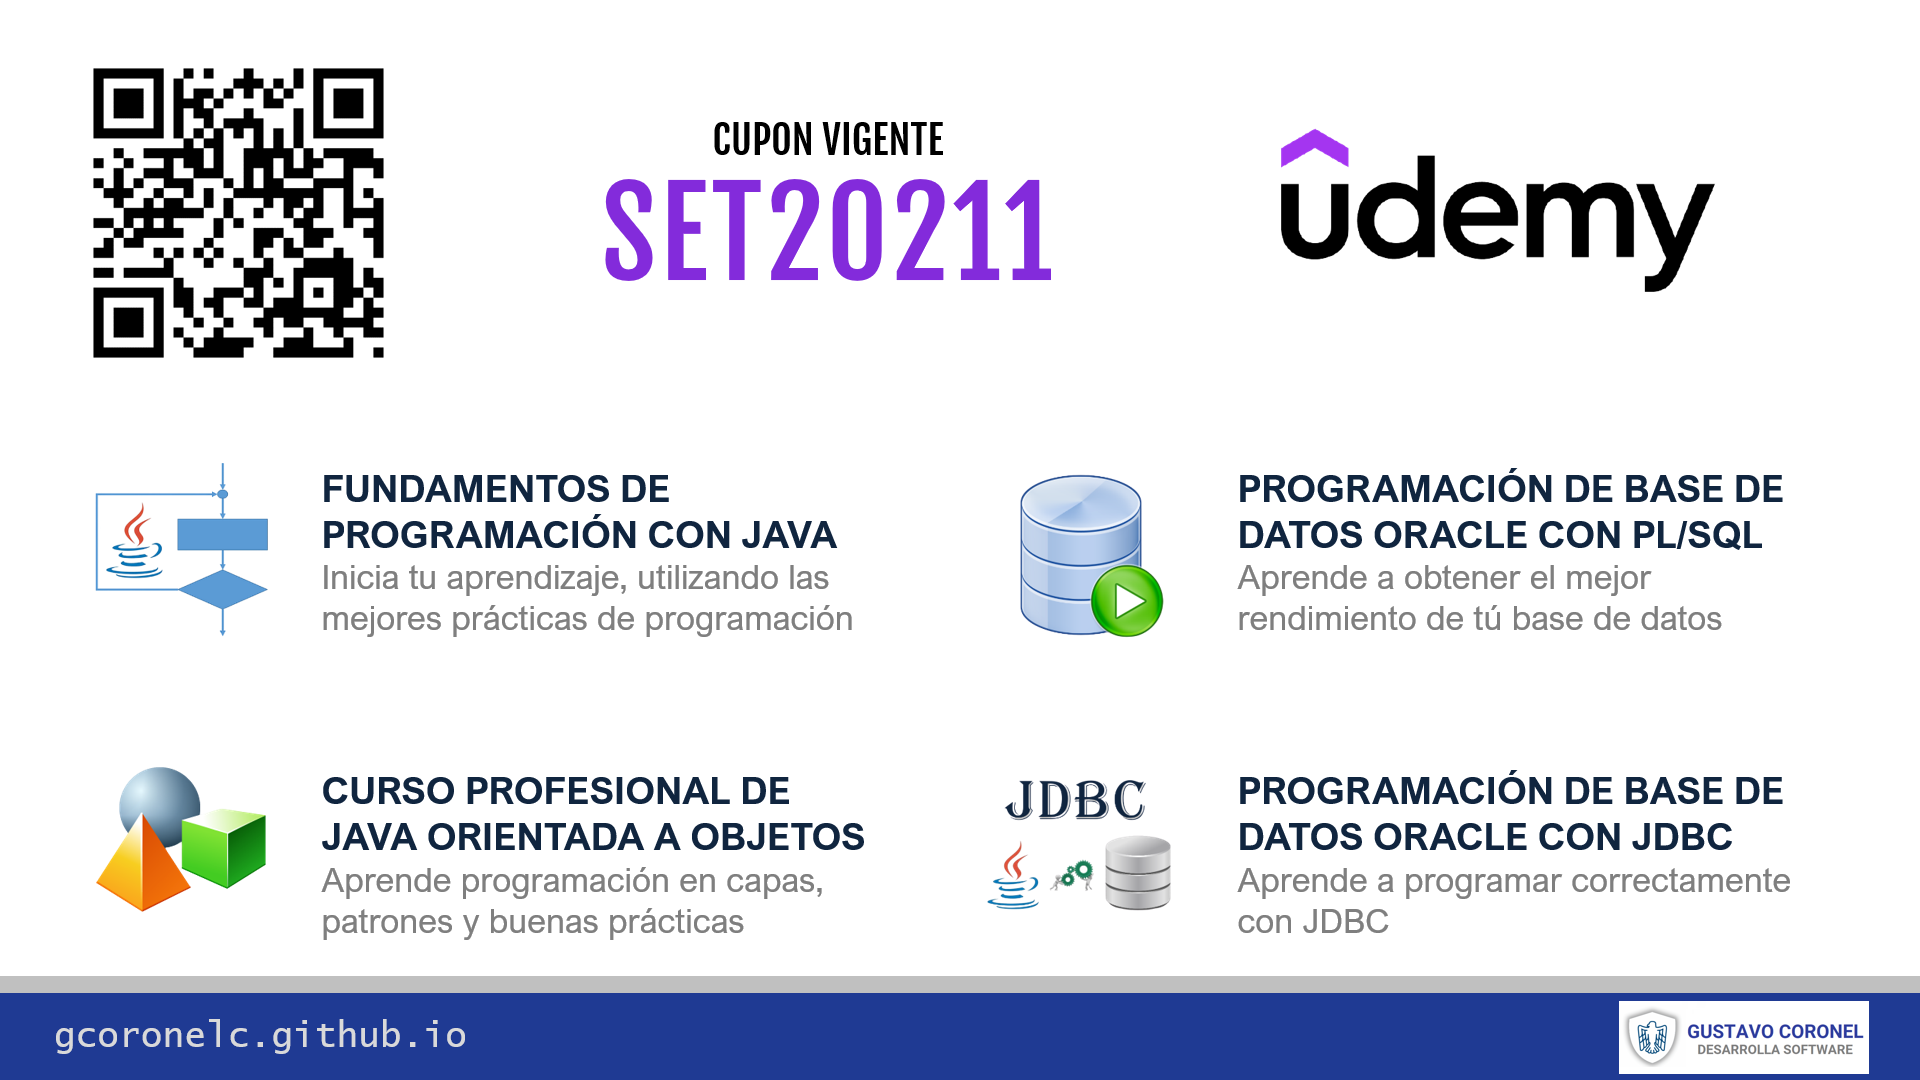 CUPON VIGENTE
SET20211
udemy
FUNDAMENTOS DE
PROGRAMACIÓN CON JAVA
Inicia tu aprendizaje, utilizando las
mejores prácticas de programación
PROGRAMACIÓN DE BASE DE
DATOS ORACLE CON PL/SQL
Aprende a obtener el mejor
rendimiento de tú base de datos
CURSO PROFESIONAL DE
JAVA ORIENTADA A OBJETOS
Aprende programación en capas,
patrones y buenas prácticas
JDBC
PROGRAMACIÓN DE BASE DE
DATOS ORACLE CON JDBC
Aprende a programar correctamente
con JDBC
gcoronelc.github.io
GUSTAVO CORONEL
DESARROLLA SOFTWARE